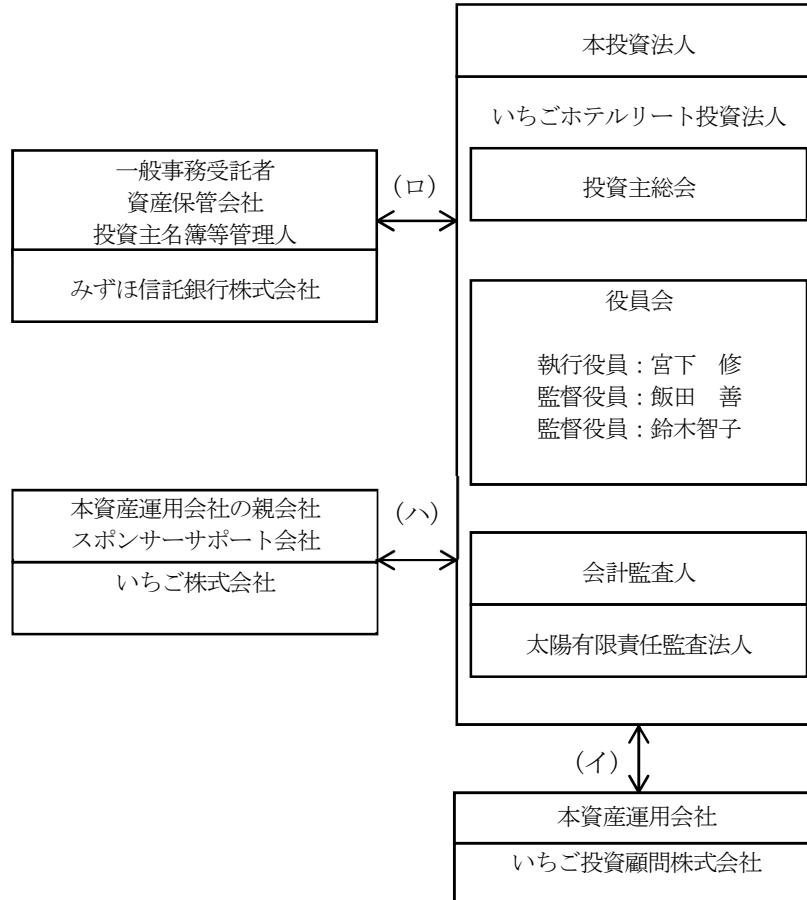 本投資法人
いちごホテルリート投資法人
投資主総会
役員会
執行役員：宮下　修
監督役員：飯田　善
監督役員：鈴木智子
会計監査人
太陽有限責任監査法人
一般事務受託者
資産保管会社
投資主名簿等管理人
みずほ信託銀行株式会社
（ロ）
本資産運用会社の親会社
スポンサーサポート会社
いちご株式会社
（ハ）
（イ）
本資産運用会社
いちご投資顧問株式会社